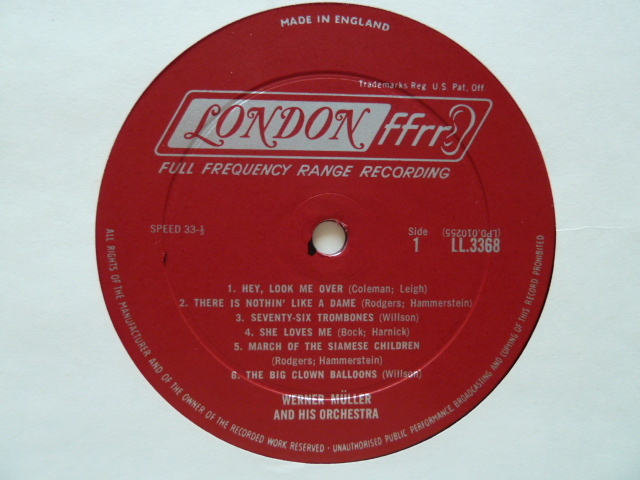 MADE IN ENGLAND
Trademarks Reg U.S Pat. Off
LONDON ffrr
FULL FREQUENCY RANGE RECORDING
SPEED 33-⅓
Side 1
(LPD.010255)
LL.3368
1. HEY, LOOK ME OVER (Coleman; Leigh)
2. THERE IS NOTHIN' LIKE A DAME (Rodgers; Hammerstein)
3. SEVENTY-SIX TROMBONES (Willson)
4. SHE LOVES ME (Bock; Harnick)
5. MARCH OF THE SIAMESE CHILDREN
(Rodgers; Hammerstein)
6. THE BIG CLOWN BALLOONS (Willson)
WERNER MÜLLER
AND HIS ORCHESTRA
ALL RIGHTS OF THE MANUFACTURER AND OF THE OWNER OF THE RECORDED WORK RESERVED · UNAUTHORISED PUBLIC PERFORMANCE BROADCASTING AND COPYING OF THIS RECORD PROHIBITED